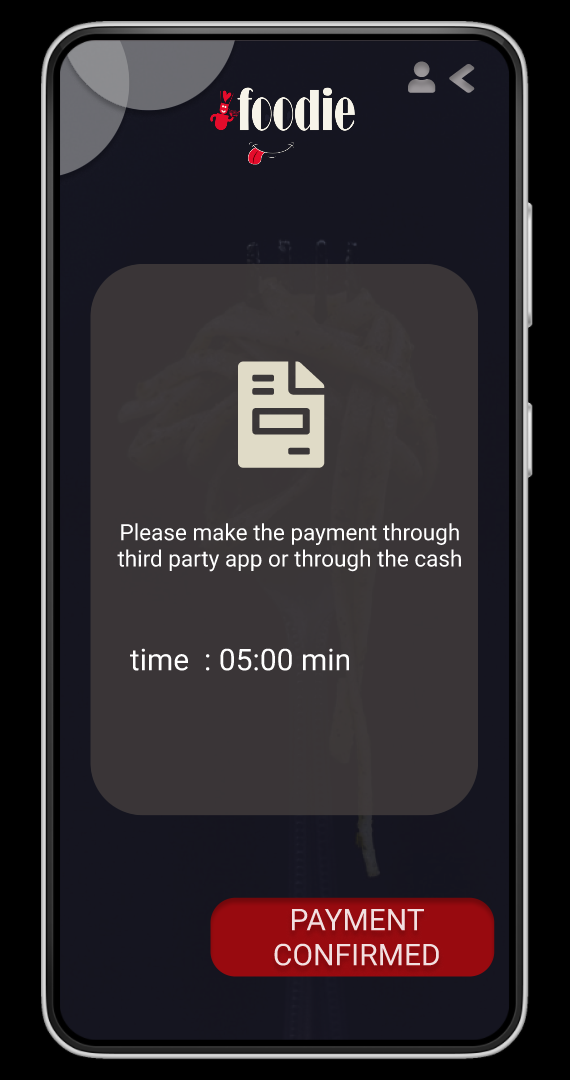 foodie
Please make the payment through
third party app or through the cash
time : 05:00 min
PAYMENT
CONFIRMED